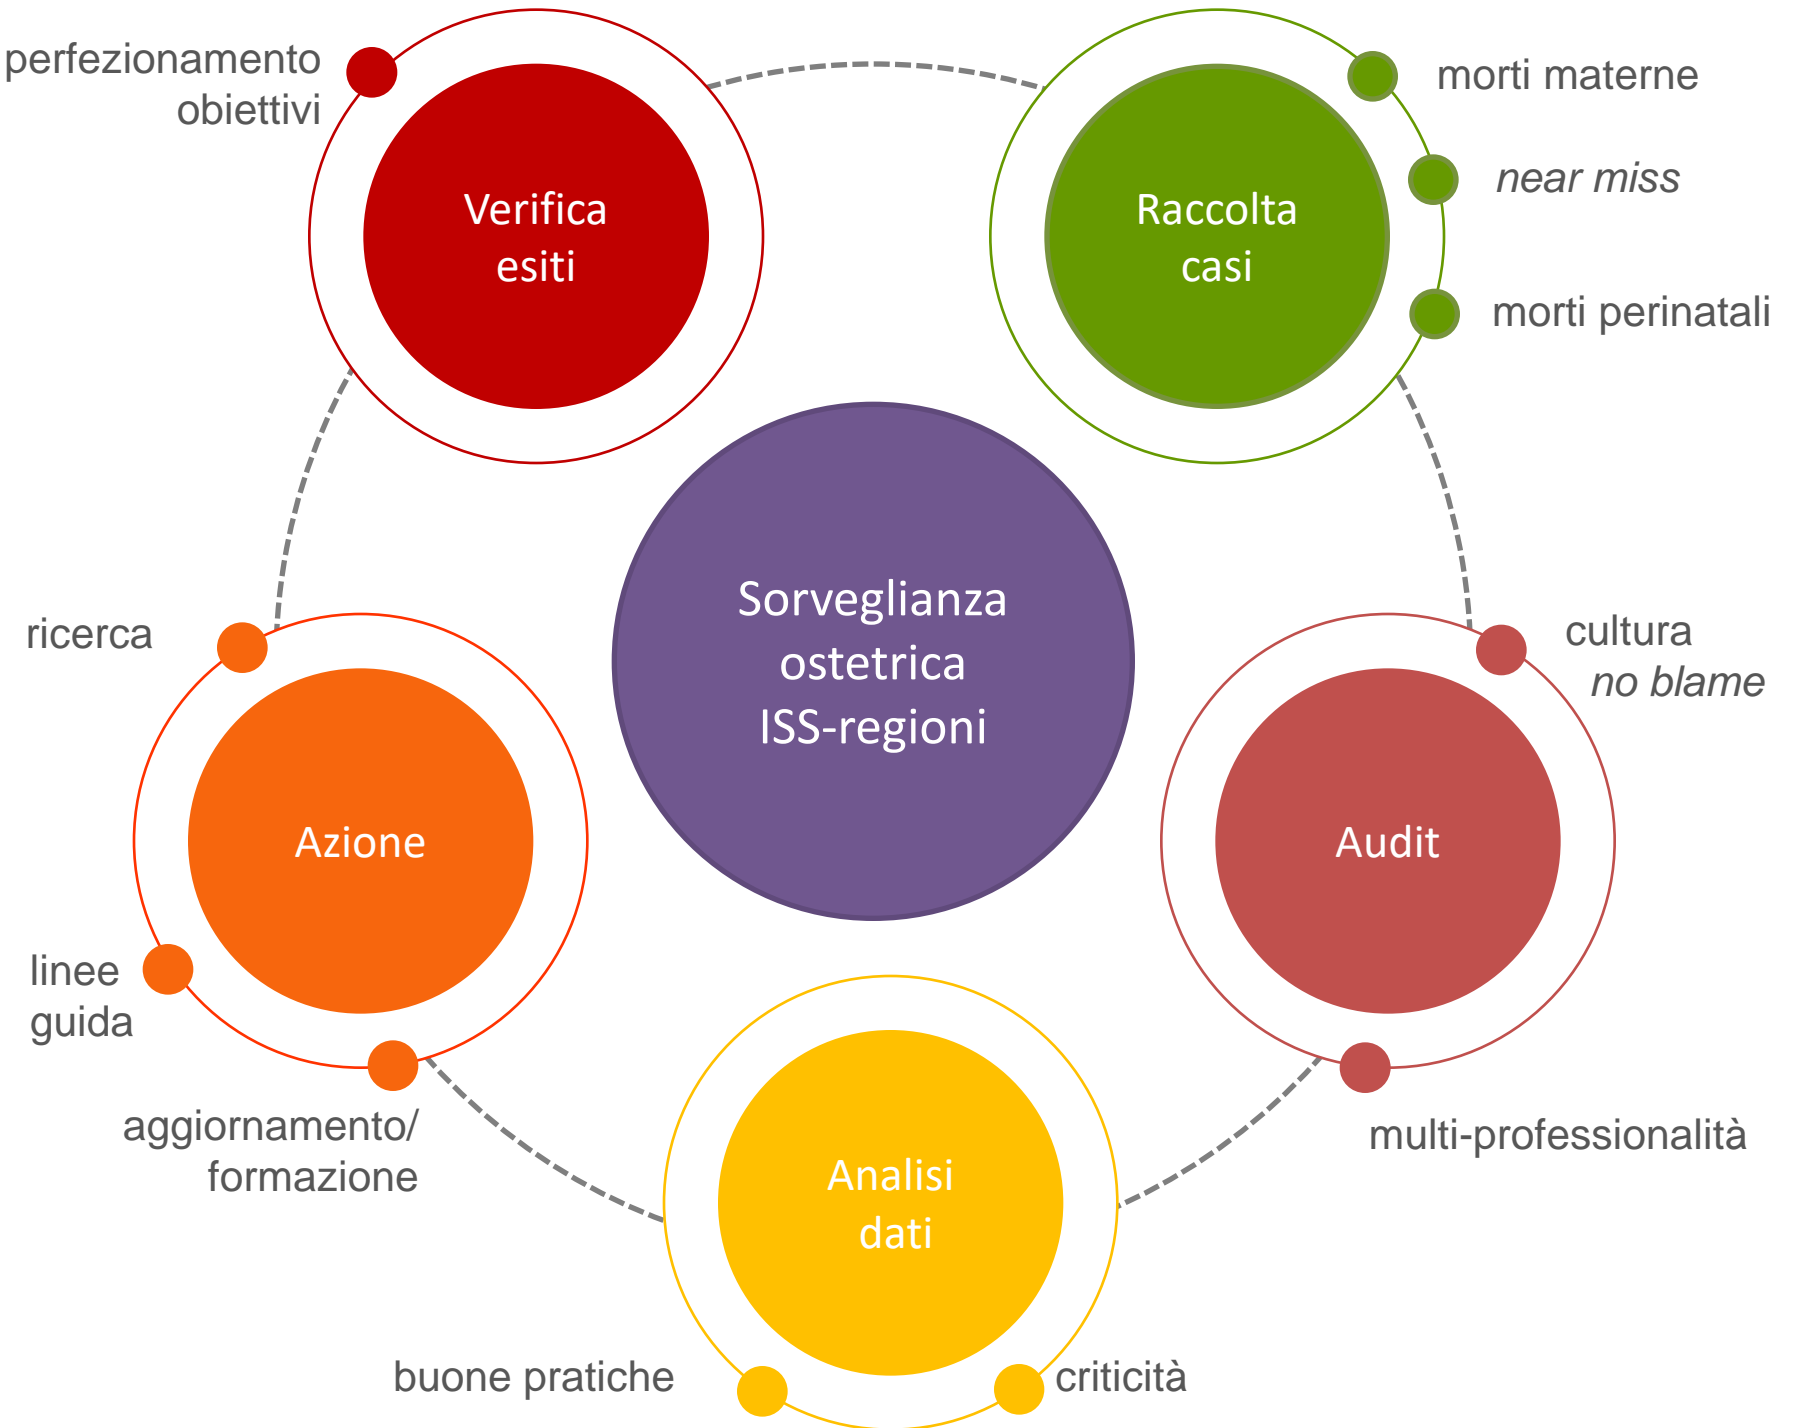 perfezionamento
obiettivi
Verifica
esiti
Raccolta
casi
morti materne
near miss
morti perinatali
Sorveglianza
ostetrica
ISS-regioni
ricerca
Azione
linee
guida
aggiornamento/
formazione
cultura
no blame
Audit
multi-professionalità
Analisi
dati
buone pratiche
criticità